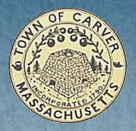 TOWN OF CARVER
INCORPORATED 1790
MASSACHUSETTS